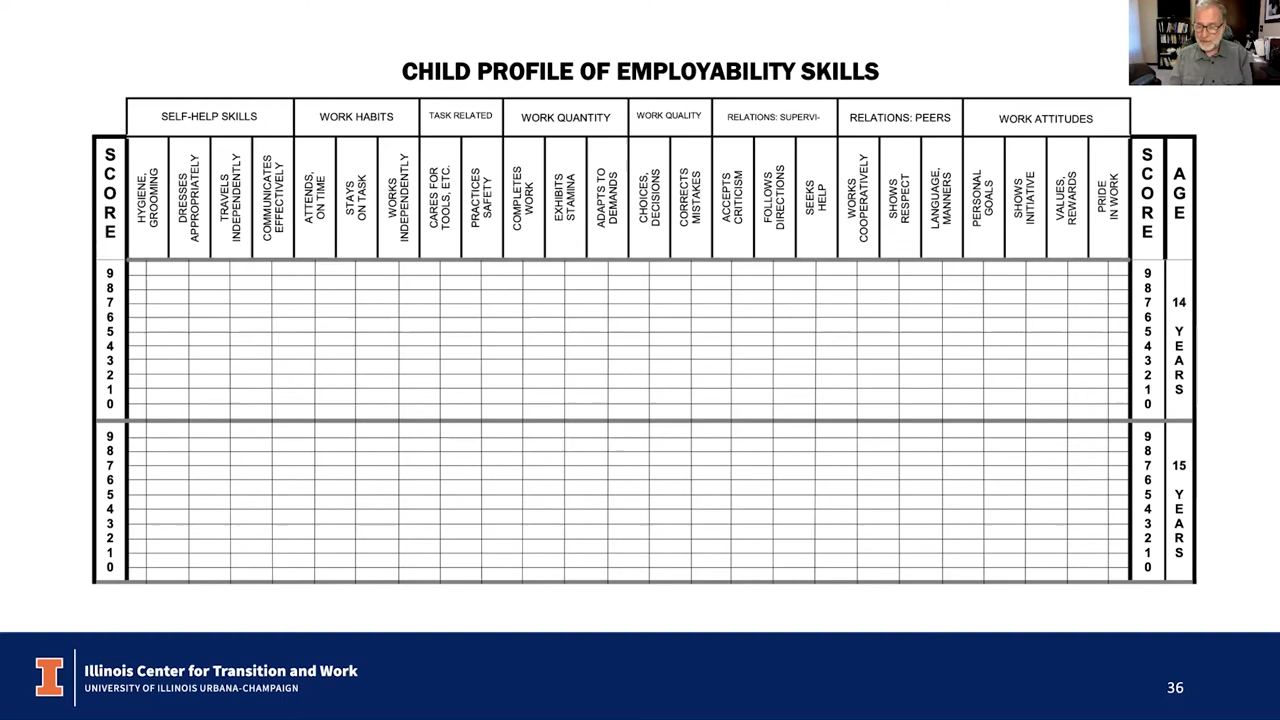 CHILD PROFILE OF EMPLOYABILITY SKILLS
SELF-HELP SKILLS
WORK HABITS
TASK RELATED
WORK QUANTITY
WORK QUALITY
RELATIONS: SUPERVI-
RELATIONS: PEERS
WORK ATTITUDES
SCORE
HYGIENE,
GROOMING
DRESSES
APPROPRIATELY
TRAVELS
INDEPENDENTLY
COMMUNICATES
EFFECTIVELY
ATTENDS,
ON TIME
STAYS
ON TASK
WORKS
INDEPENDENTLY
CARES FOR
TOOLS, ETC.
PRACTICES
SAFETY
COMPLETES
WORK
EXHIBITS
STAMINA
ADAPTS TO
DEMANDS
CHOICES,
DECISIONS
CORRECTS
MISTAKES
ACCEPTS
CRITICISM
FOLLOWS
DIRECTIONS
SEEKS
HELP
WORKS
COOPERATIVELY
SHOWS
RESPECT
LANGUAGE,
MANNERS
PERSONAL
GOALS
SHOWS
INITIATIVE
VALUES,
REWARDS
PRIDE
IN WORK
SCORE
AGE
9
8
7
6
5
4
3
2
1
0
9
8
7
6
5
4
3
2
1
0
14
YEARS
9
8
7
6
5
4
3
2
1
0
9
8
7
6
5
4
3
2
1
0
15
YEARS
I
Illinois Center for Transition and Work
UNIVERSITY OF ILLINOIS URBANA-CHAMPAIGN
36